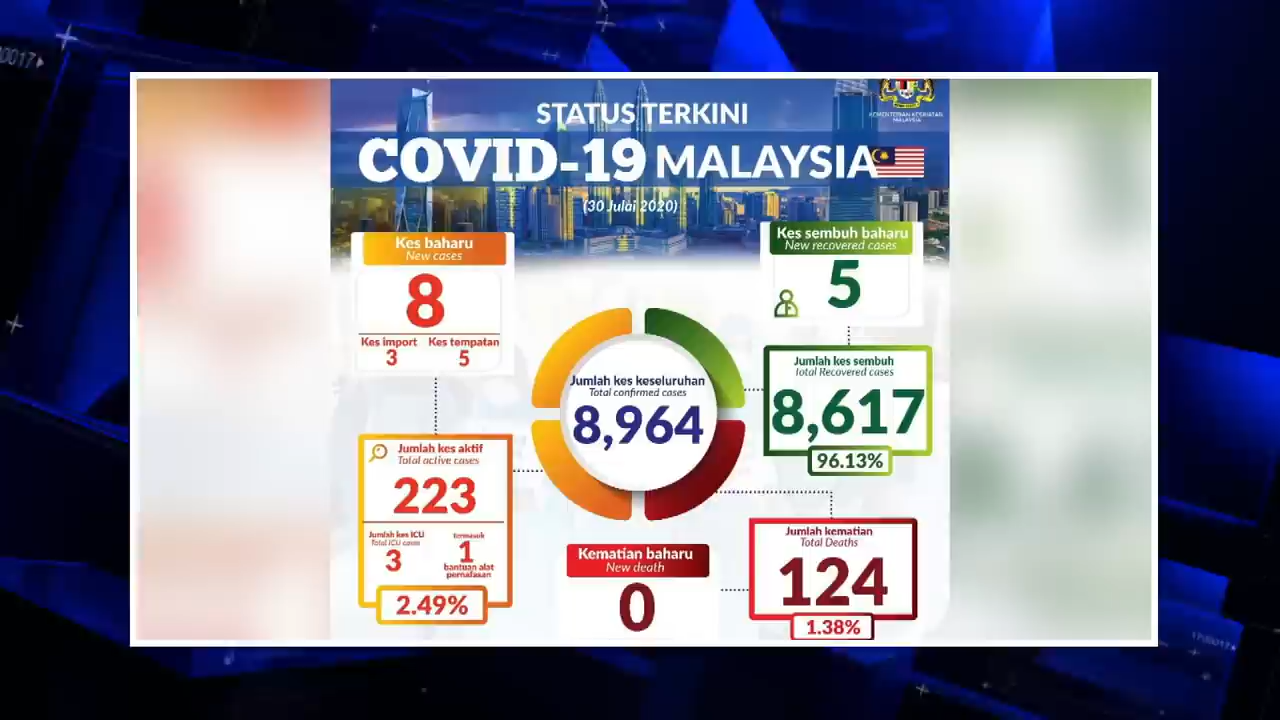 STATUS TERKINI
COVID-19 MALAYSIA
(30 Julai 2020)
KEMENTERIAN KESIHATAN
MALAYSIA
Kes baharu
New cases
8
Kes import
3
Kes tempatan
5
Kes sembuh baharu
New recovered cases
5
Jumlah kes keseluruhan
Total confirmed cases
8,964
Jumlah kes sembuh
Total Recovered cases
8,617
96.13%
Jumlah kes aktif
Total active cases
223
Jumlah kes ICU
Total ICU cases
3
termasuk
1
bantuan alat
pernafasan
2.49%
Kematian baharu
New death
0
Jumlah kematian
Total Deaths
124
1.38%